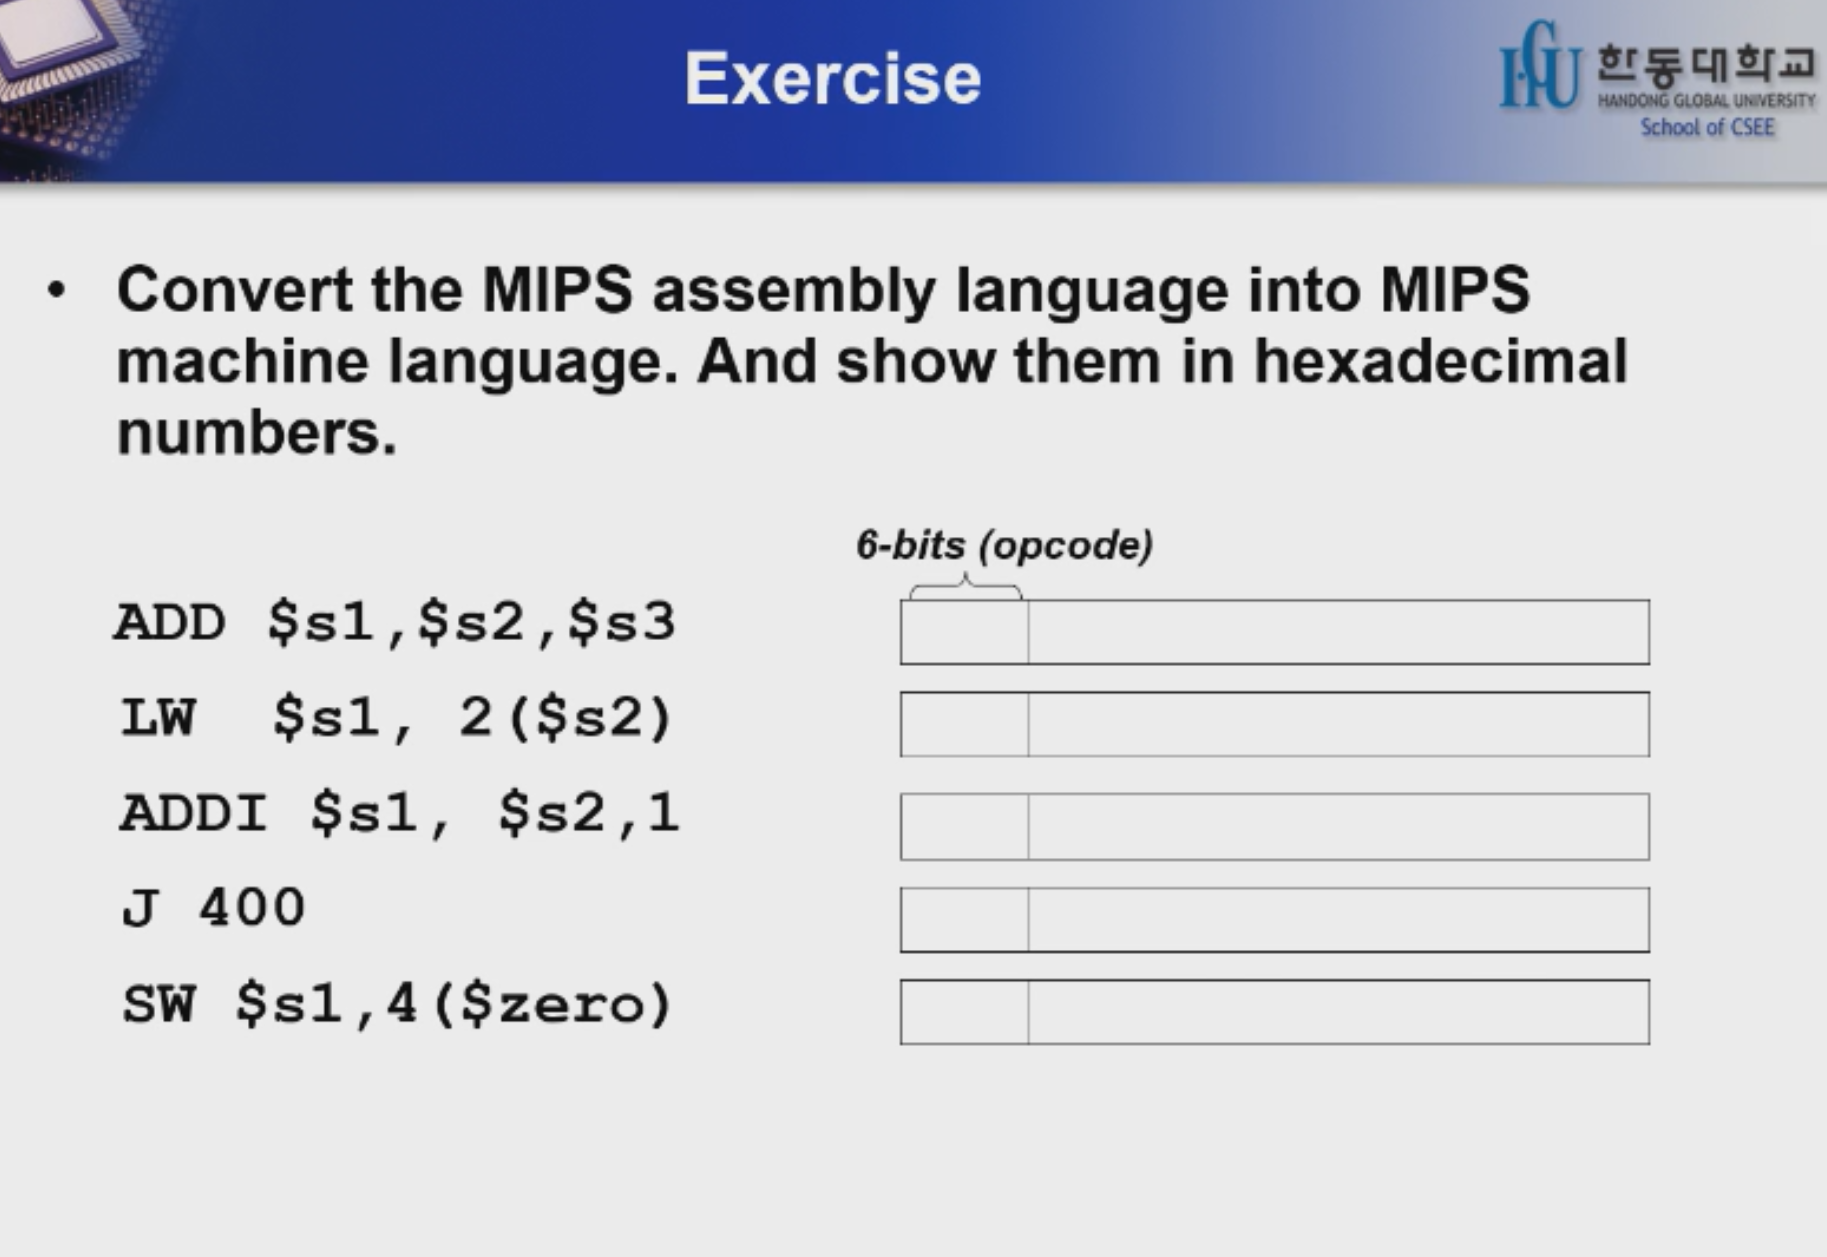 Exercise
한동대학교
HANDONG GLOBAL UNIVERSITY
School of CSEE
• Convert the MIPS assembly language into MIPS
machine language. And show them in hexadecimal
numbers.
6-bits (opcode)
ADD $s1,$s2,$s3
LW $s1, 2($s2)
ADDI $s1, $s2,1
J 400
SW $s1,4($zero)